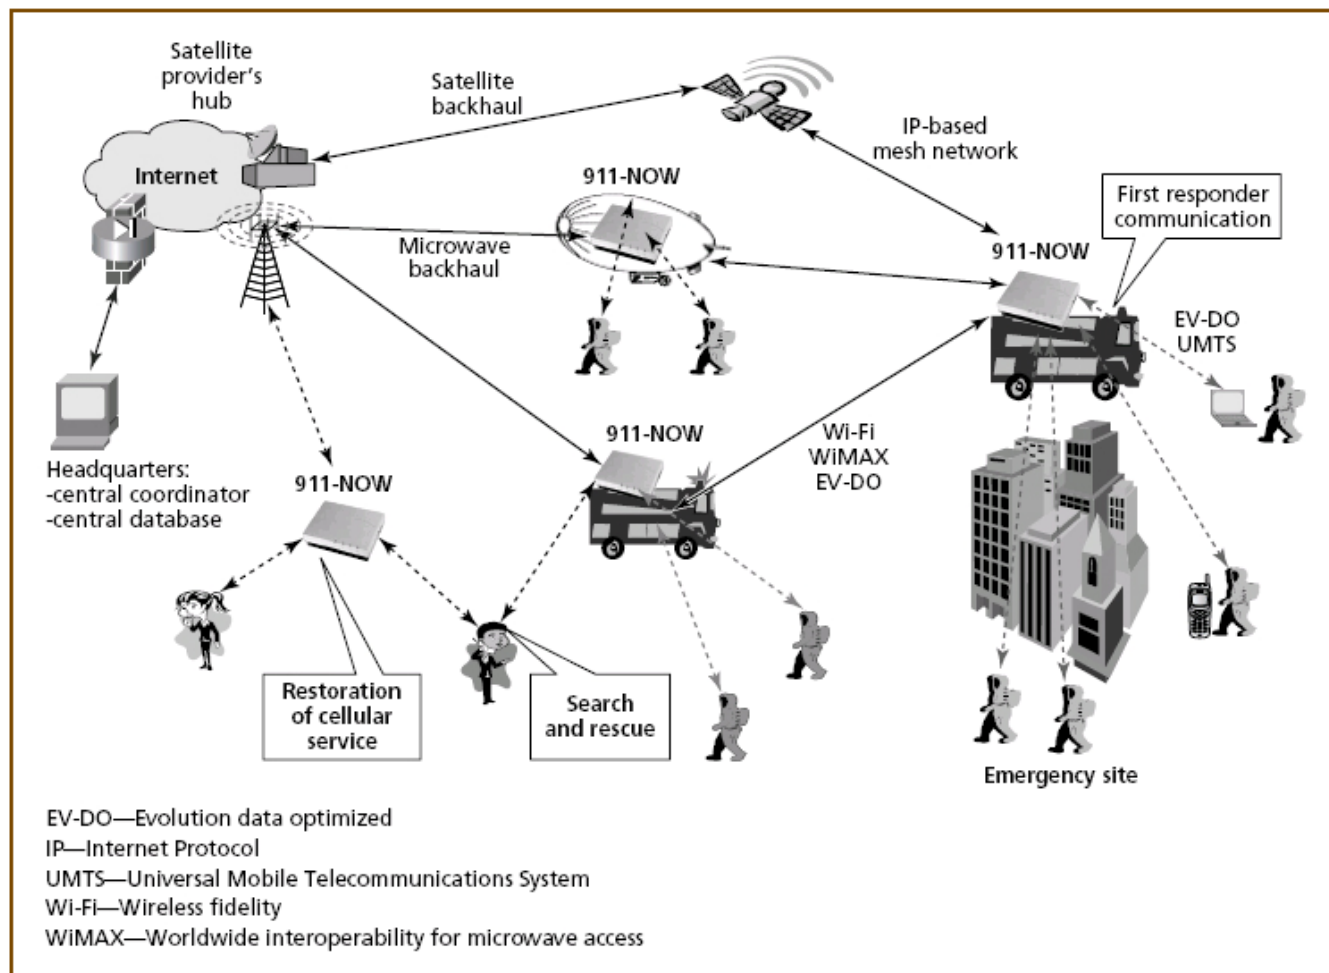 Satellite
provider's
hub
Satellite
backhaul
IP-based
mesh network
Internet
911-NOW
First responder
communication
Microwave
backhaul
911-NOW
EV-DO
UMTS
Headquarters:
-central coordinator
-central database
911-NOW
911-NOW
Wi-Fi
WiMAX
EV-DO
Restoration
of cellular
service
Search
and rescue
Emergency site
EV-DO—Evolution data optimized
IP—Internet Protocol
UMTS—Universal Mobile Telecommunications System
Wi-Fi—Wireless fidelity
WiMAX—Worldwide interoperability for microwave access